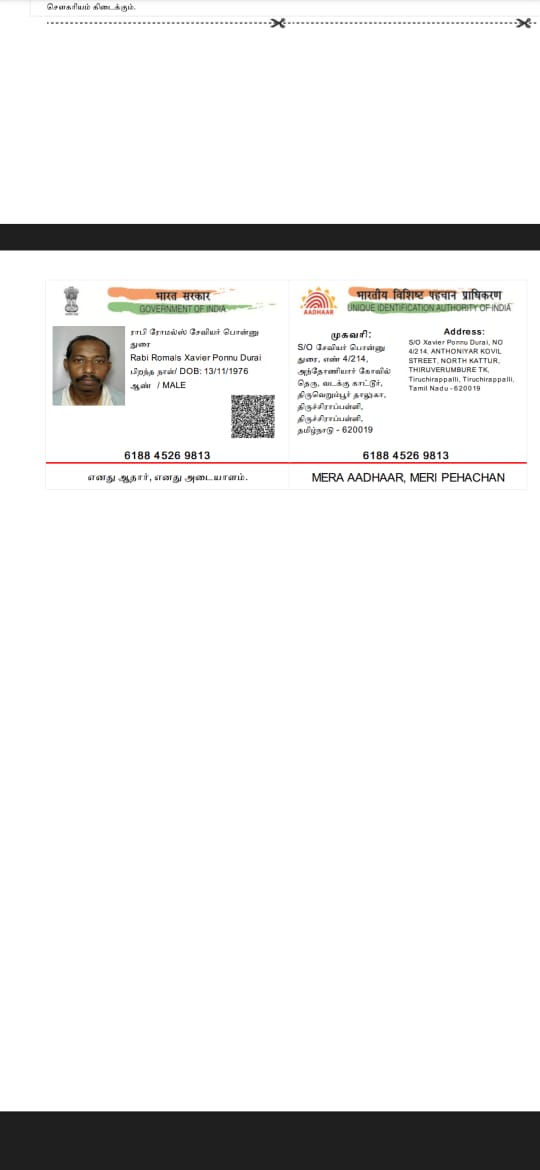 சௌகரியம் கிடைக்கும்.
भारत सरकार
GOVERNMENT OF INDIA
ராபி ரோமல்ஸ் சேவியர் பொன்னு
துரை
Rabi Romals Xavier Ponnu Durai
பிறந்த நாள்/ DOB: 13/11/1976
ஆண் / MALE
6188 4526 9813
எனது ஆதார், எனது அடையாளம்.
भारतीय विशिष्ट पहचान प्राधिकरण
UNIQUE IDENTIFICATION AUTHORITY OF INDIA
AADHAAR
முகவரி:
S/O சேவியர் பொன்னு
துரை, எண் 4/214,
அந்தோணியார் கோவில்
தெரு, வடக்கு காட்டூர்,
திருவெறும்பூர் தாலுகா,
திருச்சிராப்பள்ளி,
திருச்சிராப்பள்ளி,
தமிழ்நாடு - 620019
Address:
S/O Xavier Ponnu Durai, NO
4/214, ANTHONIYAR KOVIL
STREET, NORTH KATTUR,
THIRUVERUMBURE TK,
Tiruchirappalli, Tiruchirappalli,
Tamil Nadu - 620019
6188 4526 9813
MERA AADHAAR, MERI PEHACHAN